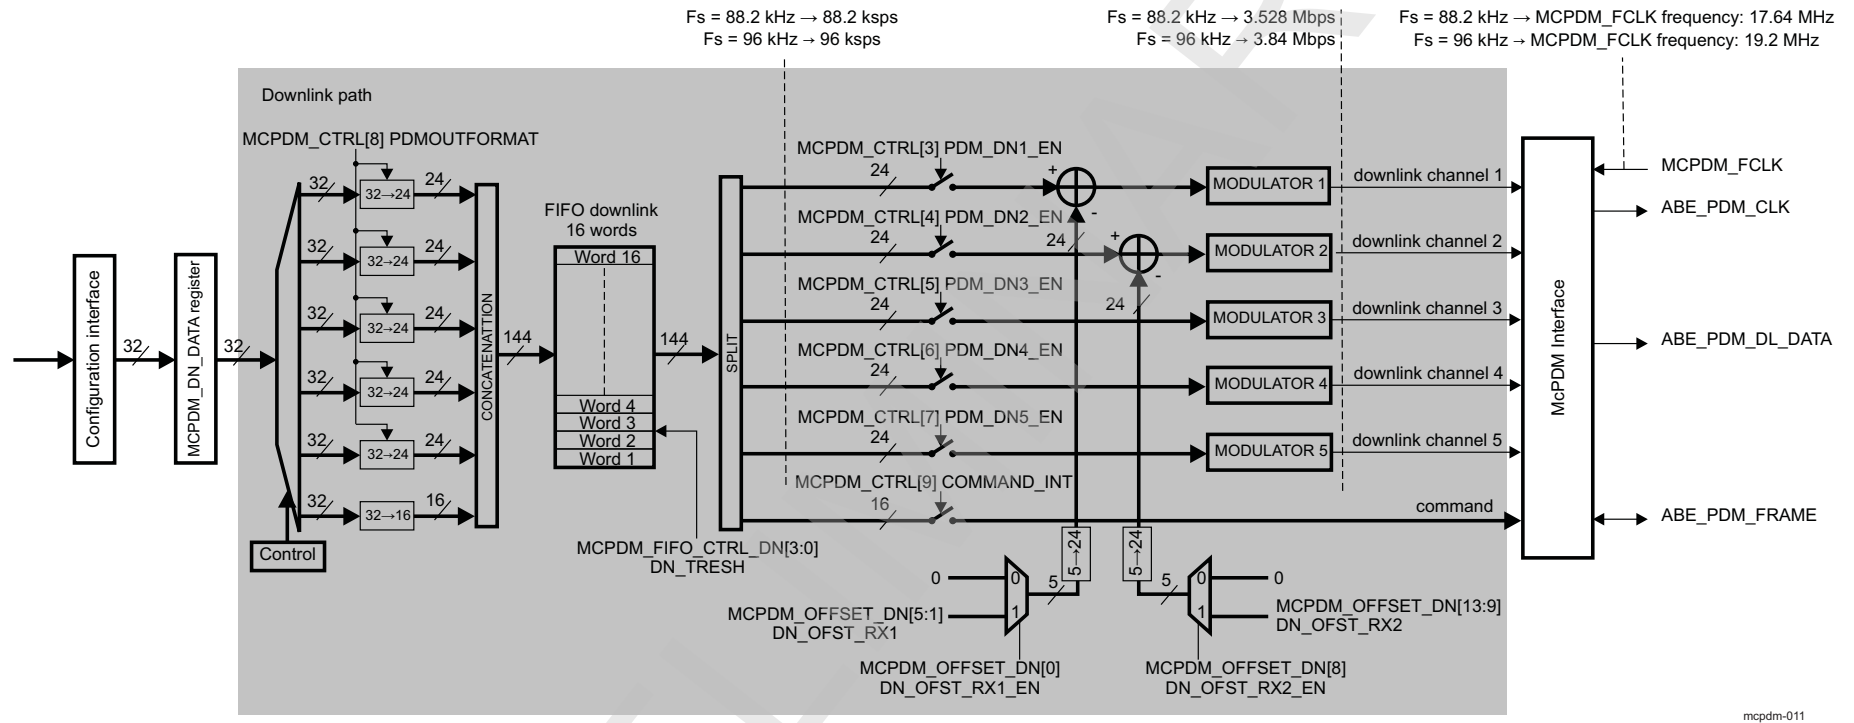 Fs = 88.2 kHz → 88.2 ksps
Fs = 96 kHz → 96 ksps
Fs = 88.2 kHz → 3.528 Mbps
Fs = 96 kHz → 3.84 Mbps
Fs = 88.2 kHz → MCPDM_FCLK frequency: 17.64 MHz
Fs = 96 kHz → MCPDM_FCLK frequency: 19.2 MHz
Downlink path
MCPDM_CTRL[8] PDMOUTFORMAT
Configuration interface
32
MCPDM_DN_DATA register
32
Control
32
32→24
24
32
32→24
24
32
32→24
24
32
32→24
24
32
32→24
24
32
32→16
16
CONCATENATTION
144
FIFO downlink
16 words
Word 16
Word 4
Word 3
Word 2
Word 1
MCPDM_FIFO_CTRL_DN[3:0]
DN_TRESH
144
SPLIT
MCPDM_CTRL[3] PDM_DN1_EN
24
+
-
MODULATOR 1
downlink channel 1
MCPDM_CTRL[4] PDM_DN2_EN
24
24
+
-
MODULATOR 2
downlink channel 2
MCPDM_CTRL[5] PDM_DN3_EN
24
24
MODULATOR 3
downlink channel 3
MCPDM_CTRL[6] PDM_DN4_EN
24
MODULATOR 4
downlink channel 4
MCPDM_CTRL[7] PDM_DN5_EN
24
MODULATOR 5
downlink channel 5
MCPDM_CTRL[9] COMMAND_INT
16
command
5→24
5→24
0
0
5
5
0
0
MCPDM_OFFSET_DN[5:1]
DN_OFST_RX1
1
1
MCPDM_OFFSET_DN[13:9]
DN_OFST_RX2
MCPDM_OFFSET_DN[0]
DN_OFST_RX1_EN
MCPDM_OFFSET_DN[8]
DN_OFST_RX2_EN
McPDM Interface
MCPDM_FCLK
ABE_PDM_CLK
ABE_PDM_DL_DATA
ABE_PDM_FRAME
mcpdm-011